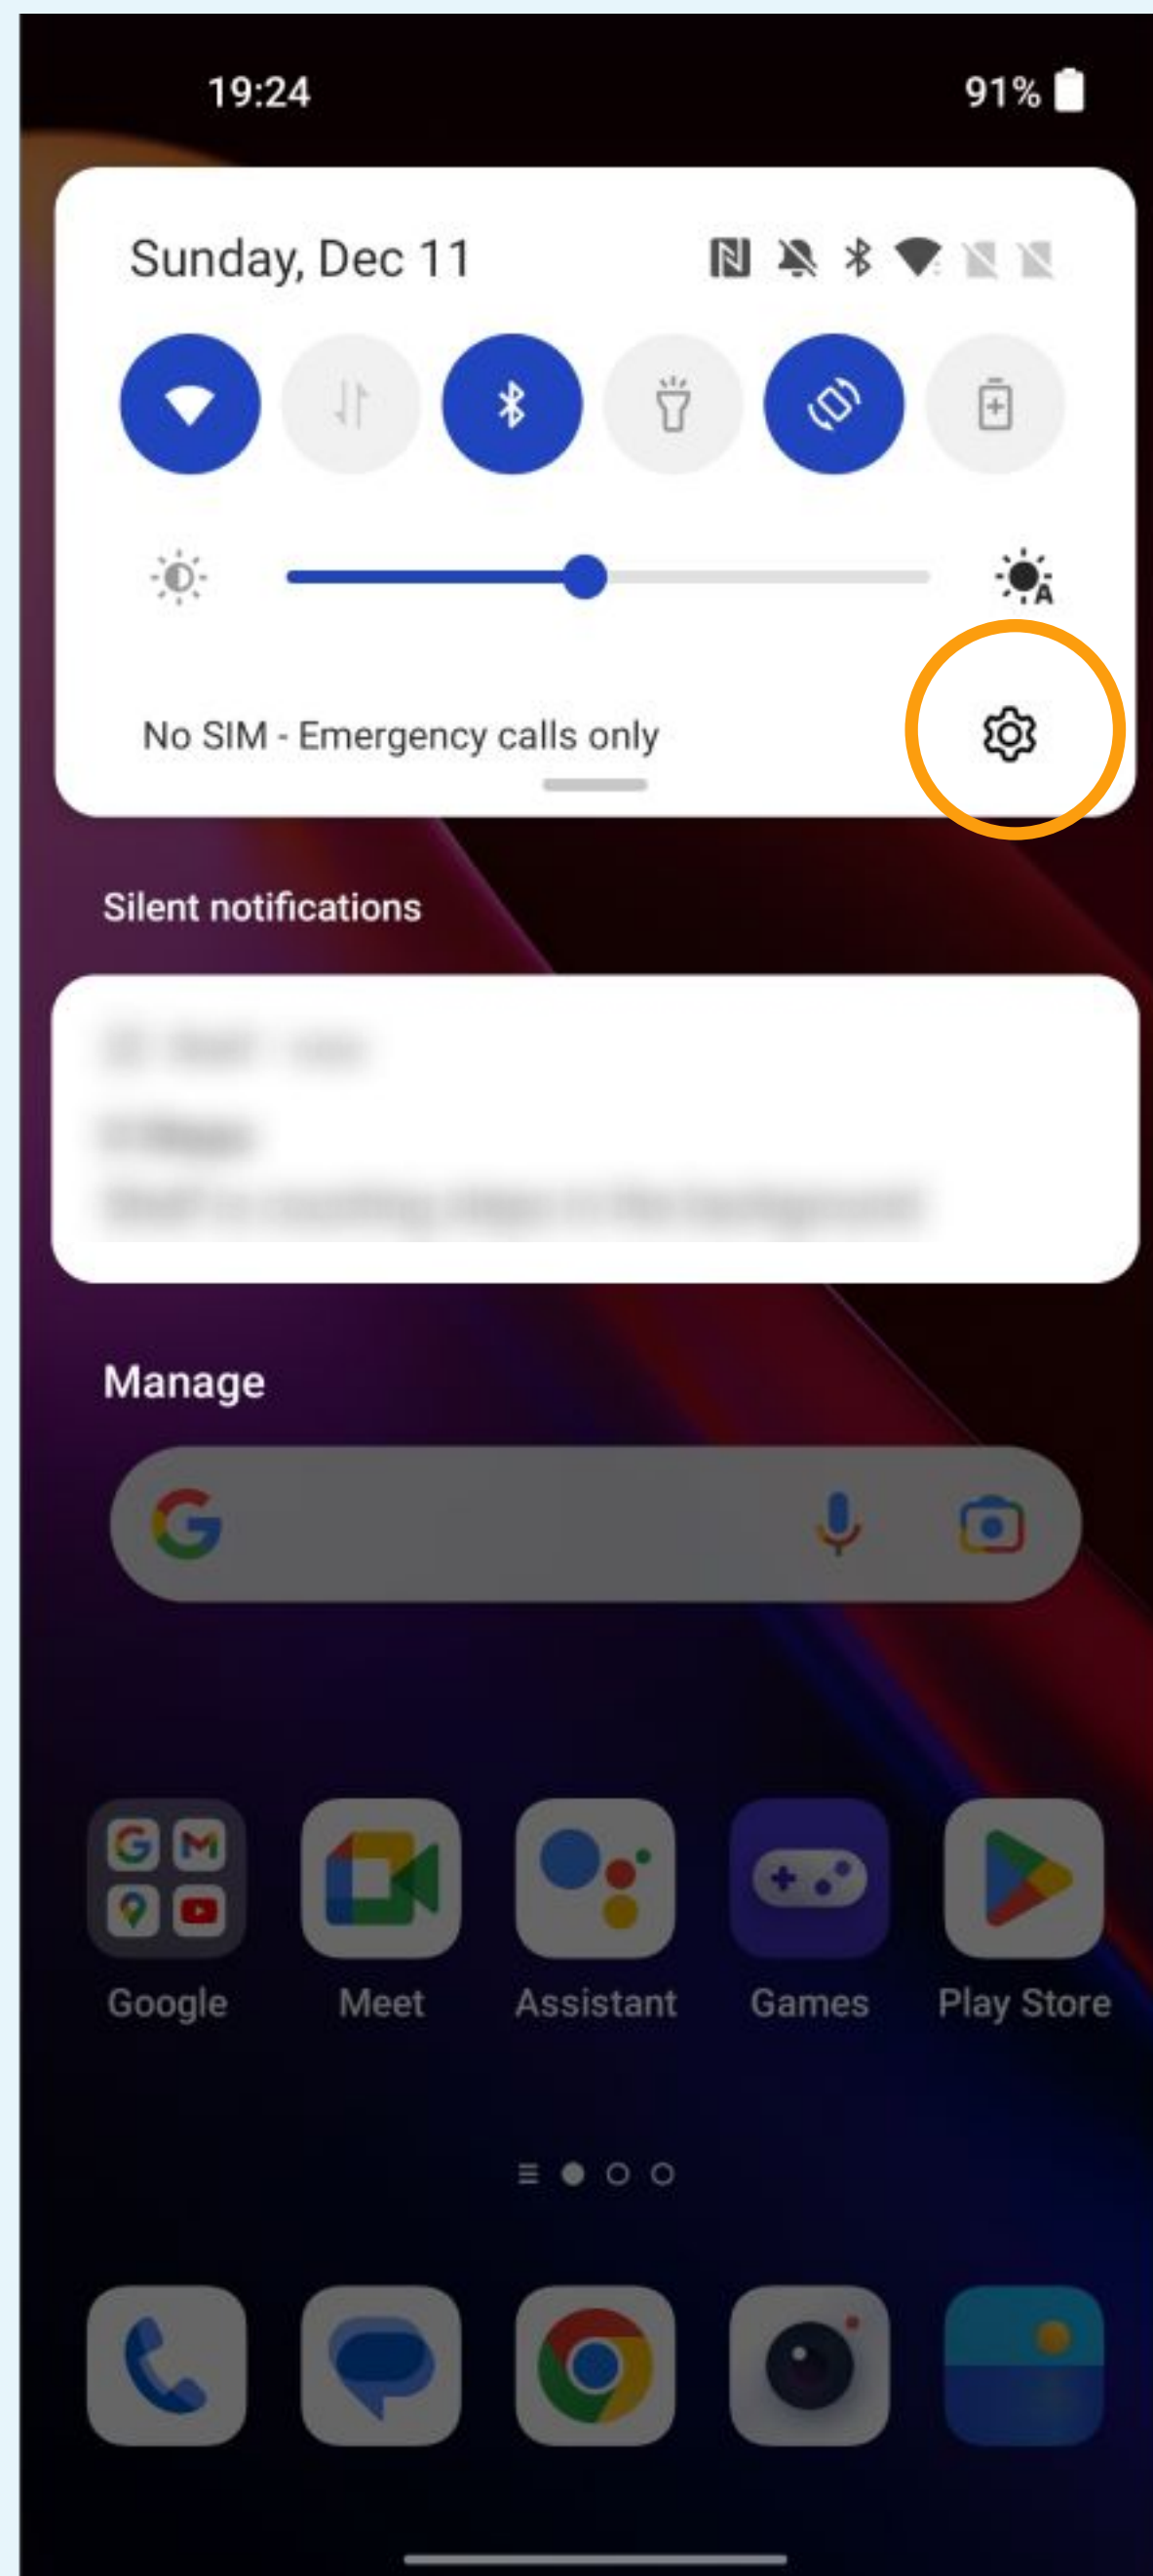 19:24 91%
Sunday, Dec 11
No SIM - Emergency calls only
Silent notifications
Manage
Google Meet Assistant Games Play Store